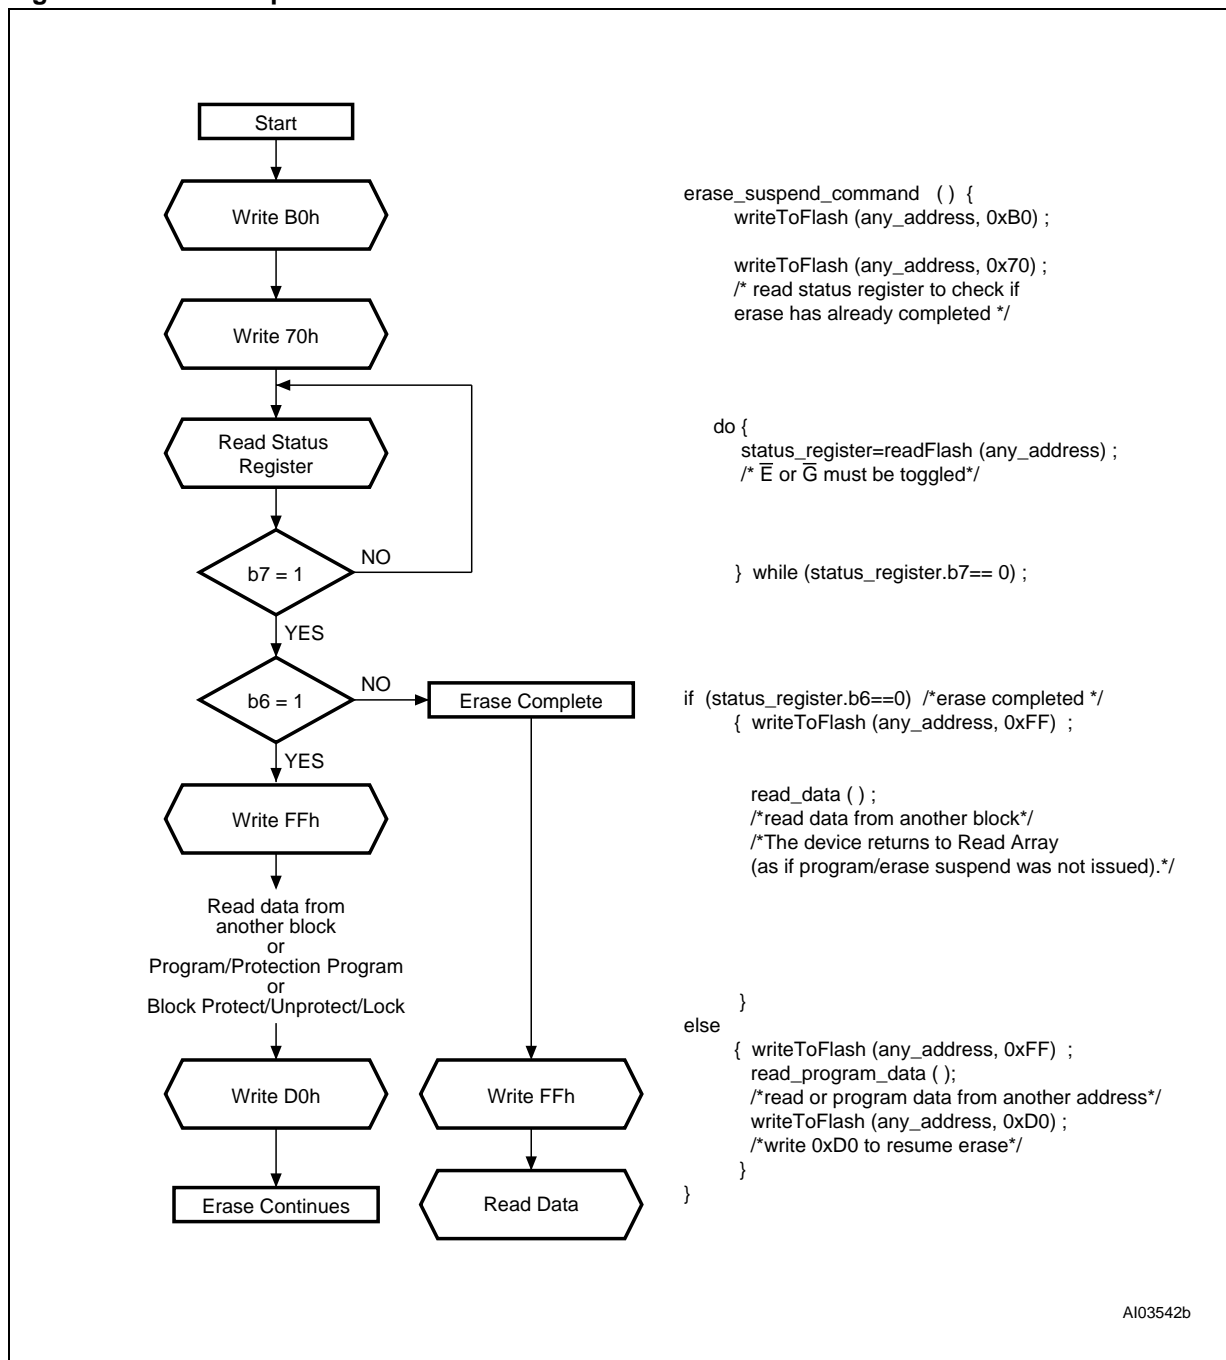 Start
Write B0h
Write 70h
Read Status
Register
b7 = 1
NO
YES
b6 = 1
NO
Erase Complete
YES
Write FFh
Read data from
another block
or
Program/Protection Program
or
Block Protect/Unprotect/Lock
Write D0h
Write FFh
Erase Continues
Read Data
erase_suspend_command ( ) {
writeToFlash (any_address, 0xB0) ;
writeToFlash (any_address, 0x70) ;
/* read status register to check if
erase has already completed */
do {
status_register=readFlash (any_address) ;
/* E̅ or G̅ must be toggled*/
} while (status_register.b7== 0) ;
if (status_register.b6==0) /*erase completed */
{ writeToFlash (any_address, 0xFF) ;
read_data ( ) ;
/*read data from another block*/
/*The device returns to Read Array
(as if program/erase suspend was not issued).*/
}
else
{ writeToFlash (any_address, 0xFF) ;
read_program_data ( );
/*read or program data from another address*/
writeToFlash (any_address, 0xD0) ;
/*write 0xD0 to resume erase*/
}
}
AI03542b